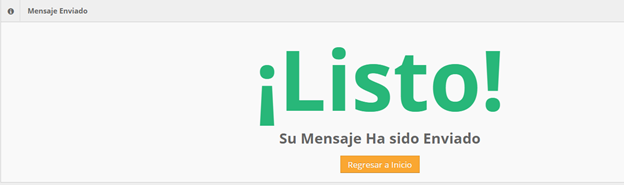 Mensaje Enviado
¡Listo!
Su Mensaje Ha sido Enviado
Regresar a Inicio